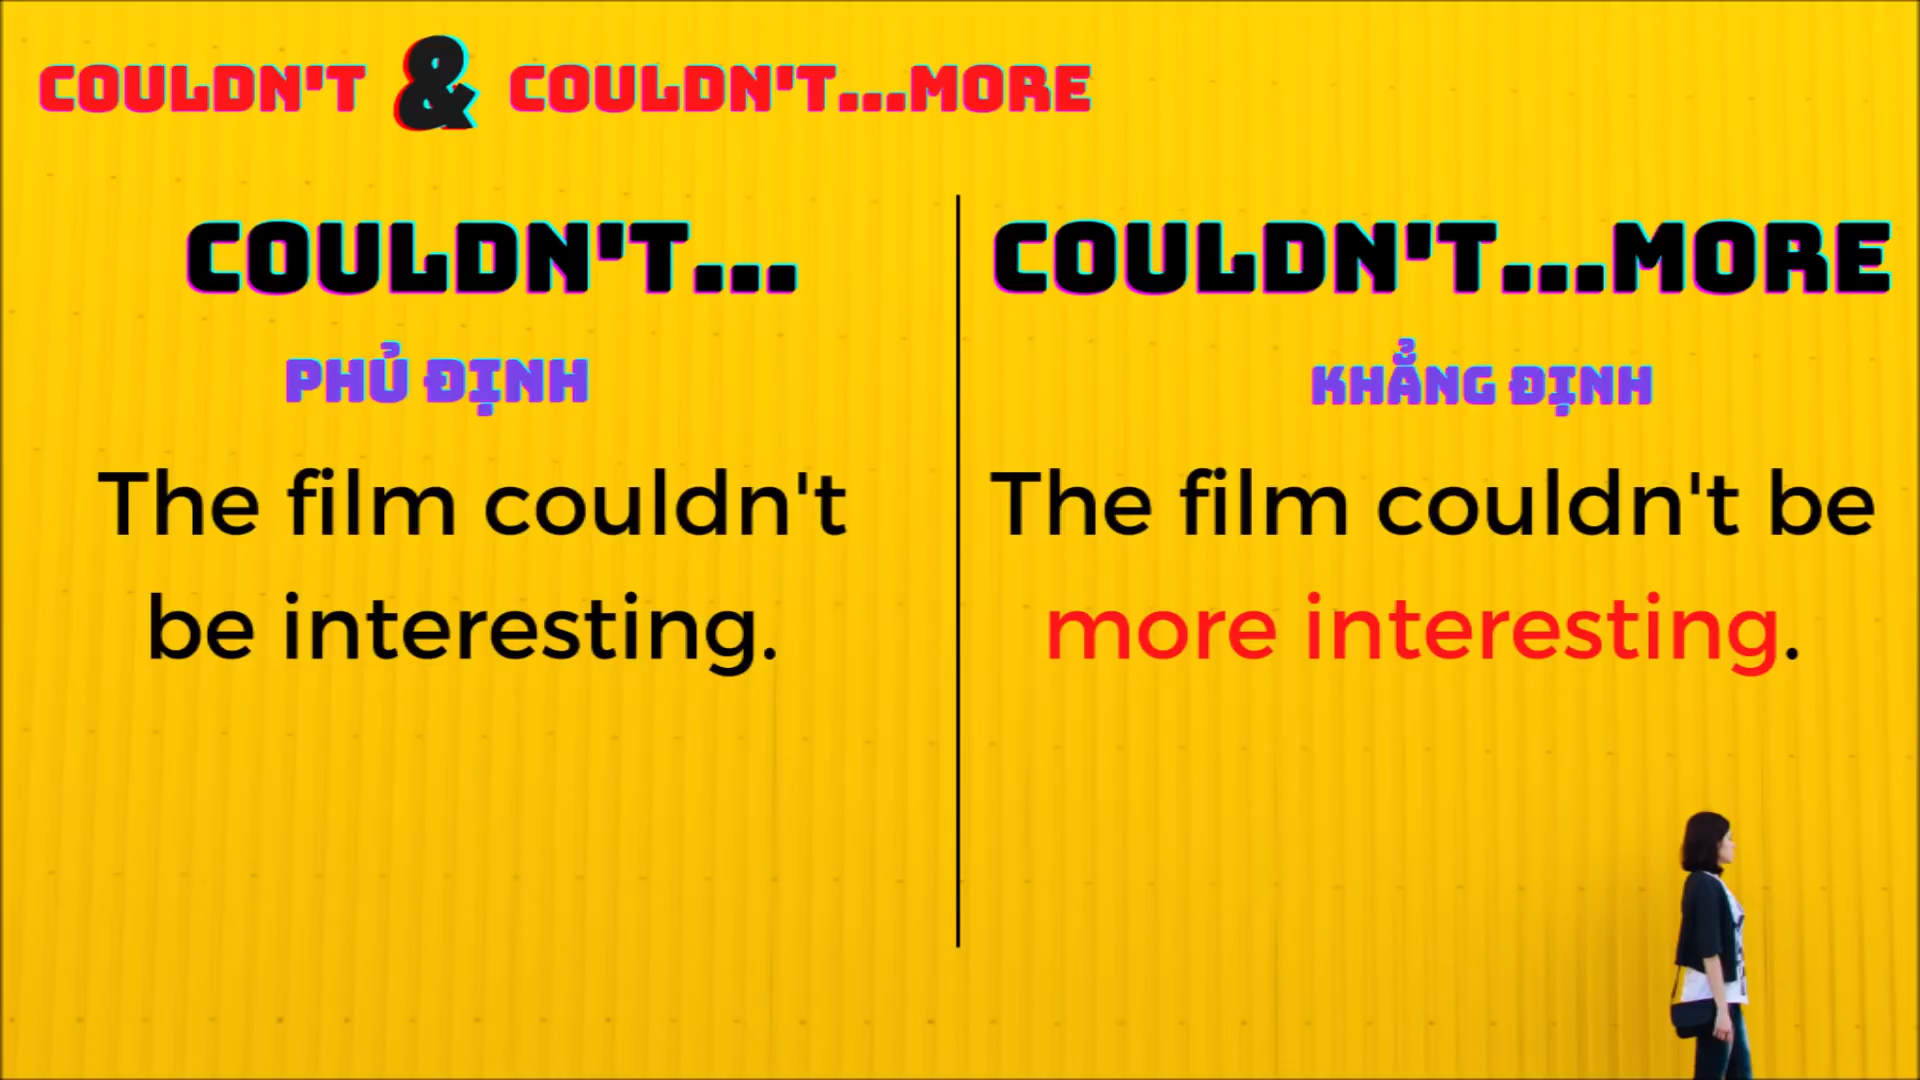 COULDN'T & COULDN'T...MORE
COULDN'T...
PHỦ ĐỊNH
The film couldn't
be interesting.
COULDN'T...MORE
KHẲNG ĐỊNH
The film couldn't be
more interesting.